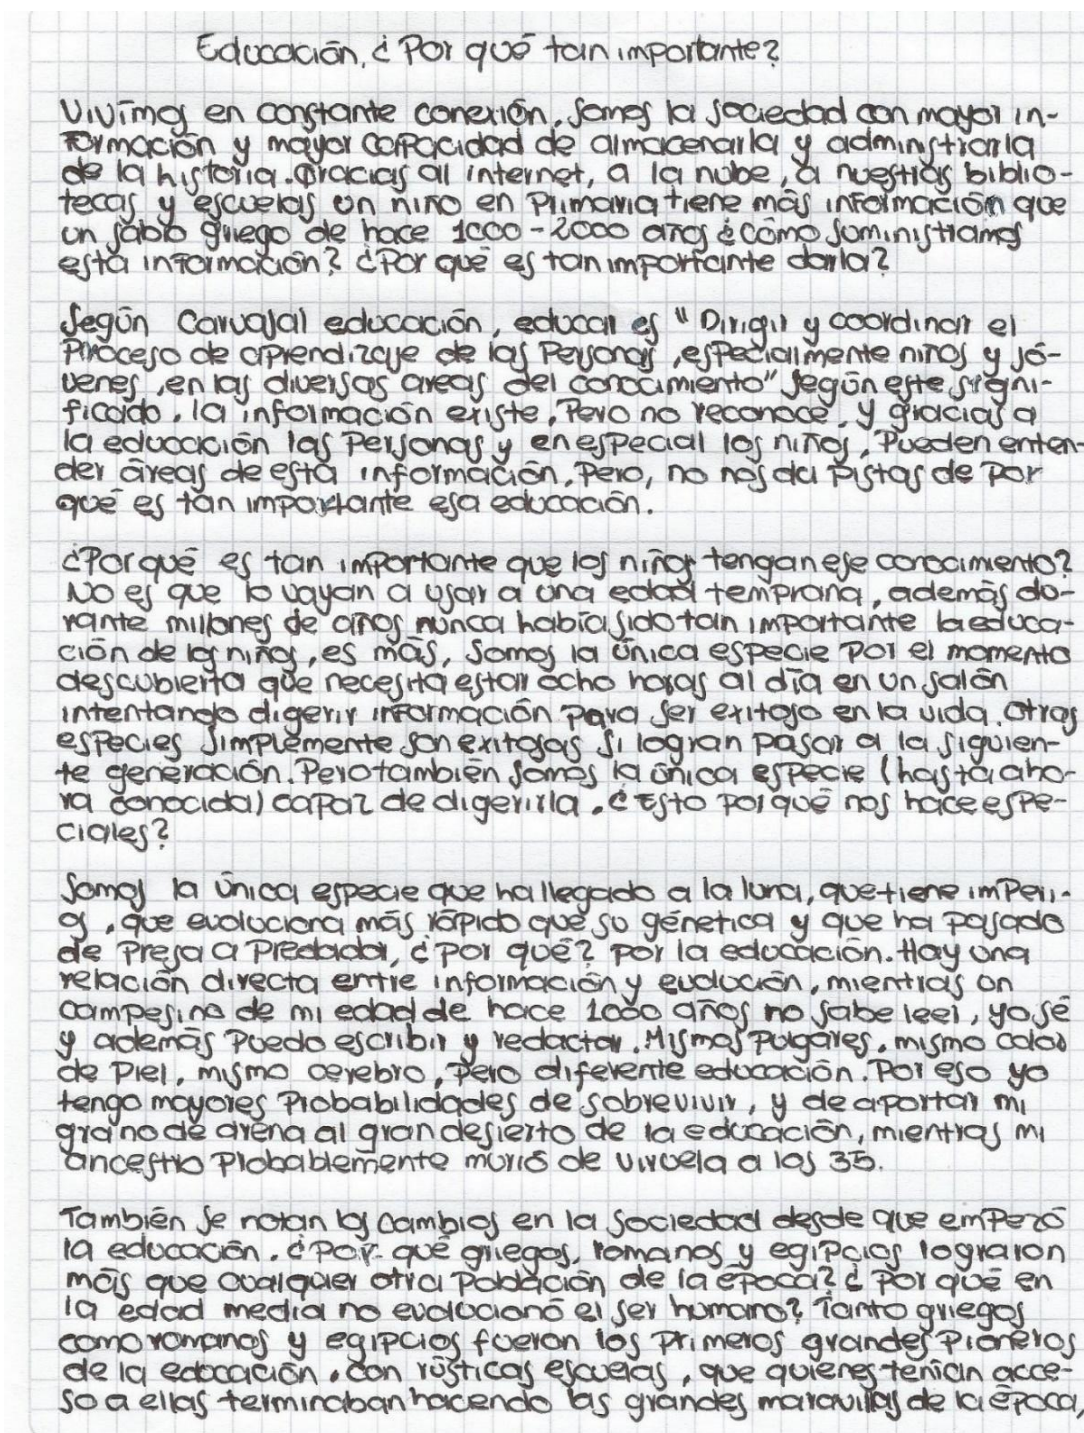 Educación, ¿Por qué tan importante?
Vivimos en constante conexión. Somos la sociedad con mayor in-
formación y mayor capacidad de almacenarla y administrarla
de la historia. Gracias al internet, a la nube, a nuestras biblio-
tecas y escuelas un niño en Primaria tiene más información que
un sabio griego de hace 1000-2000 años ¿cómo suministramos
esta información? ¿Por qué es tan importante darla?
Según Carvajal educación, educar es "Dirigir y coordinar el
Proceso de aprendizaje de las Personas, especialmente niños y jó-
venes, en las diversas areas del conocimiento" según este signi-
ficado, la información existe, Pero no reconoce, y gracias a
la educación las Personas y en especial los niños, Pueden enten-
der áreas de esta información. Pero, no nos da Pistas de Por
qué es tan importante esa educación.
¿Por qué es tan importante que los niños tengan ese conocimiento?
No es que lo vayan a usar a una edad temprana, además du-
rante millones de años nunca había sido tan importante la educa-
ción de los niños, es más, somos la única especie Por el momento
descubierta que necesita estar ocho horas al día en un salón
intentando digerir información para ser exitoso en la vida. Otras
especies simplemente son exitosas si logran pasar a la siguien-
te generación. Pero también somos la única especie (hasta aho-
ra conocida) capaz de digerirla. ¿Esto por qué nos hace espe-
ciales?
Somos la única especie que ha llegado a la luna, que tiene imperi-
os, que evoluciona más rápido que su génetica y que ha pasado
de Presa a Predador, ¿Por qué? Por la educación. Hay una
relación directa entre información y evolución, mientras un
campesino de mi edad de hace 1000 años no sabe leer, yo sé
y además Puedo escribir y redactar. Mismos Pulgares, mismo color
de Piel, mismo cerebro, Pero diferente educación. Por eso yo
tengo mayores Probabilidades de sobrevivir, y de aportar mi
grano de arena al gran desierto de la educación, mientras mi
ancestro Probablemente murió de viruela a los 35.
También se notan los cambios en la sociedad desde que empezó
la educación. ¿Por qué griegos, romanos y egipcios lograron
más que cualquier otra Población de la época? ¿Por qué en
la edad media no evolucionó el ser humano? Tanto griegos
como romanos y egipcios fueron los Primeros grandes Pioneros
de la educación, con rústicas escuelas, que quienes tenían acce-
so a ellas terminaban haciendo las grandes maravillas de la época,